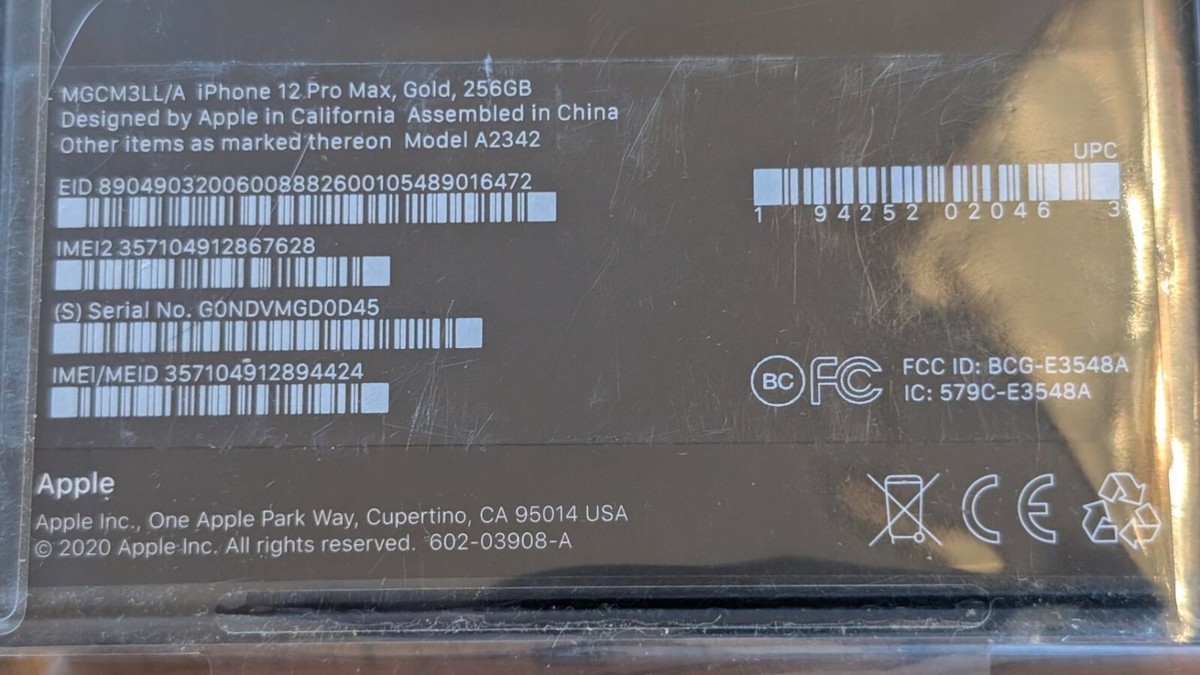 MGCM3LL/A iPhone 12 Pro Max, Gold, 256GB
Designed by Apple in California Assembled in China
Other items as marked thereon Model A2342
EID 89049032006008882600105489016472
IMEI2 357104912867628
(S) Serial No. G0NDVMGD0D45
IMEI/MEID 357104912894424
UPC
1 94252 02046 3
BC FC FCC ID: BCG-E3548A
IC: 579C-E3548A
Apple
Apple Inc., One Apple Park Way, Cupertino, CA 95014 USA
© 2020 Apple Inc. All rights reserved. 602-03908-A
CE